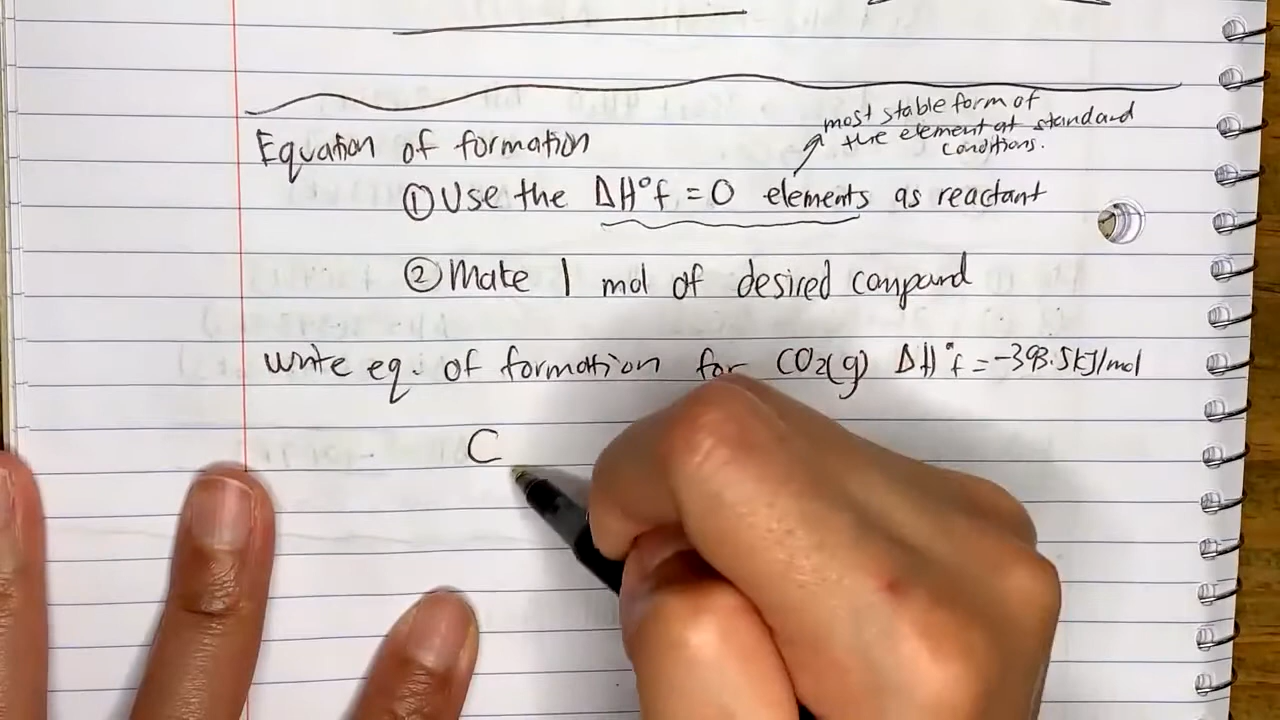 Equation of formation
most stable form of
the element at standard
conditions.
① Use the ΔH°f = 0 elements as reactant
② Make 1 mol of desired compand
Write eq. of formation for CO₂(g) ΔH°f = -393.5kJ/mol
C